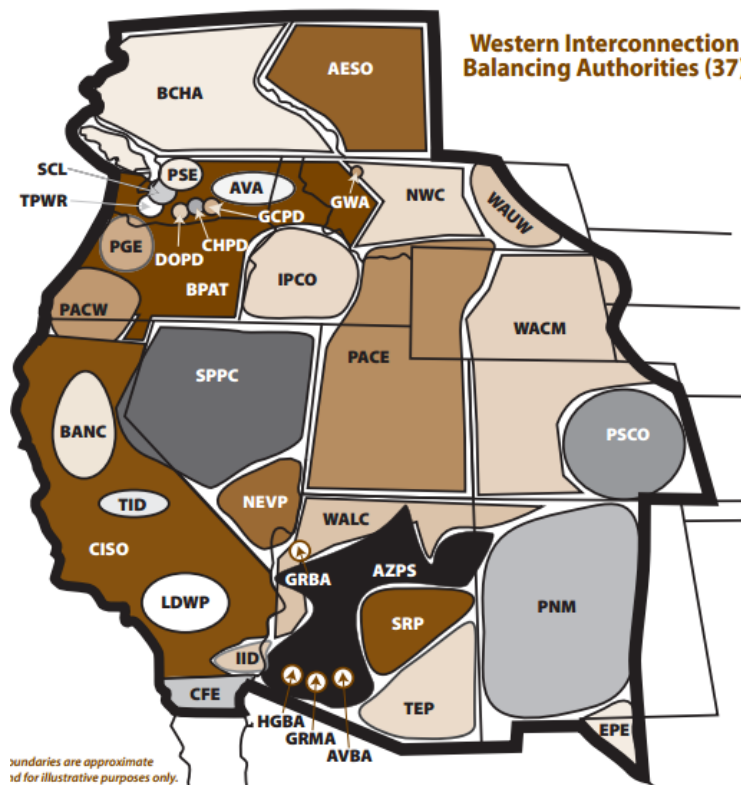 Western Interconnection
Balancing Authorities (37)
AESO
BCHA
SCL
PSE
TPWR
AVA
GWA
NWC
WAUW
GCPD
CHPD
DOPD
PGE
BPAT
IPCO
PACW
WACM
PACE
SPPC
BANC
PSCO
NEVP
TID
WALC
CISO
GRBA
AZPS
LDWP
SRP
PNM
IID
CFE
TEP
HGBA
GRMA
AVBA
EPE
oundaries are approximate
nd for illustrative purposes only.